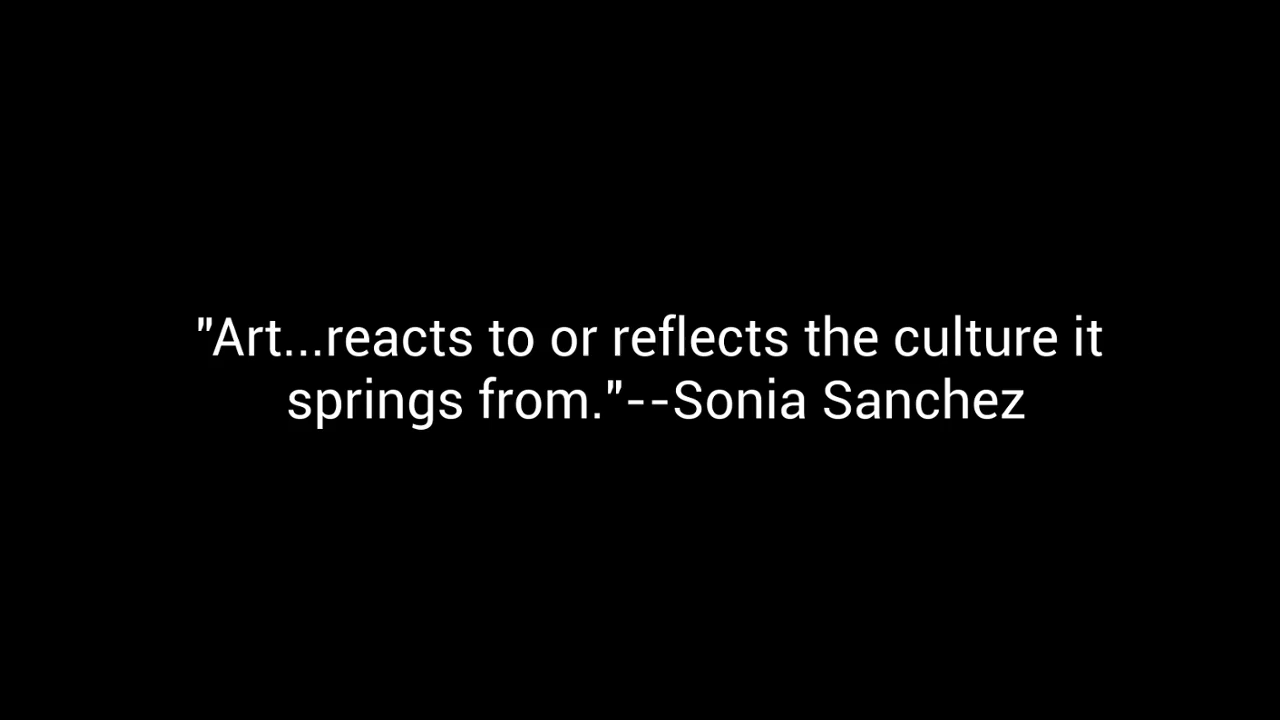 "Art...reacts to or reflects the culture it
springs from."--Sonia Sanchez